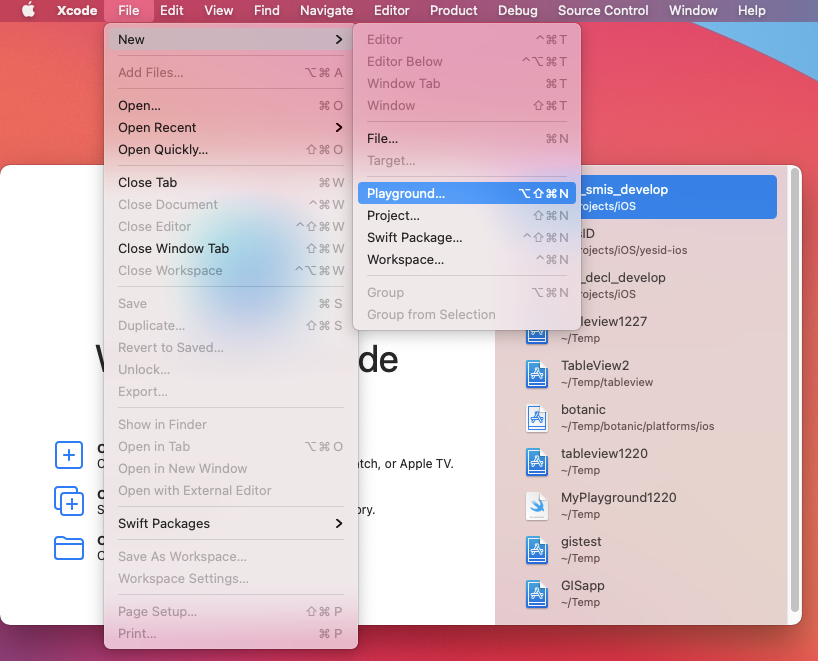 Xcode File Edit View Find Navigate Editor Product Debug Source Control Window Help
New
Add Files... ⌥⌘A
Open... ⌘O
Open Recent
Open Quickly... ⇧⌘O
Close Tab ⌘W
Close Document ^⌘W
Close Editor ^⇧⌘W
Close Window Tab ⇧⌘W
Close Workspace ^⌥⌘W
Save ⌘S
Duplicate... ⇧⌘S
Revert to Saved...
Unlock...
Export...
Show in Finder
Open in Tab ⌥⌘O
Open in New Window
Open with External Editor
Swift Packages
Save As Workspace...
Workspace Settings...
Page Setup... ⇧⌘P
Print... ⌘P
Editor ^⌘T
Editor Below ^⌥⌘T
Window Tab ⌘T
Window ⇧⌘T
File... ⌘N
Target...
Playground... ⌥⇧⌘N
Project... ⇧⌘N
Swift Package... ^⇧⌘N
Workspace... ^⌘N
Group ⌥⌘N
Group from Selection
atch, or Apple TV.
_smis_develop
rojects/iOS
sID
rojects/iOS/yesid-ios
_decl_develop
rojects/iOS
leview1227
~/Temp
TableView2
~/Temp/tableview
botanic
~/Temp/botanic/platforms/ios
tableview1220
~/Temp
MyPlayground1220
~/Temp
gistest
~/Temp
GISapp
~/Temp